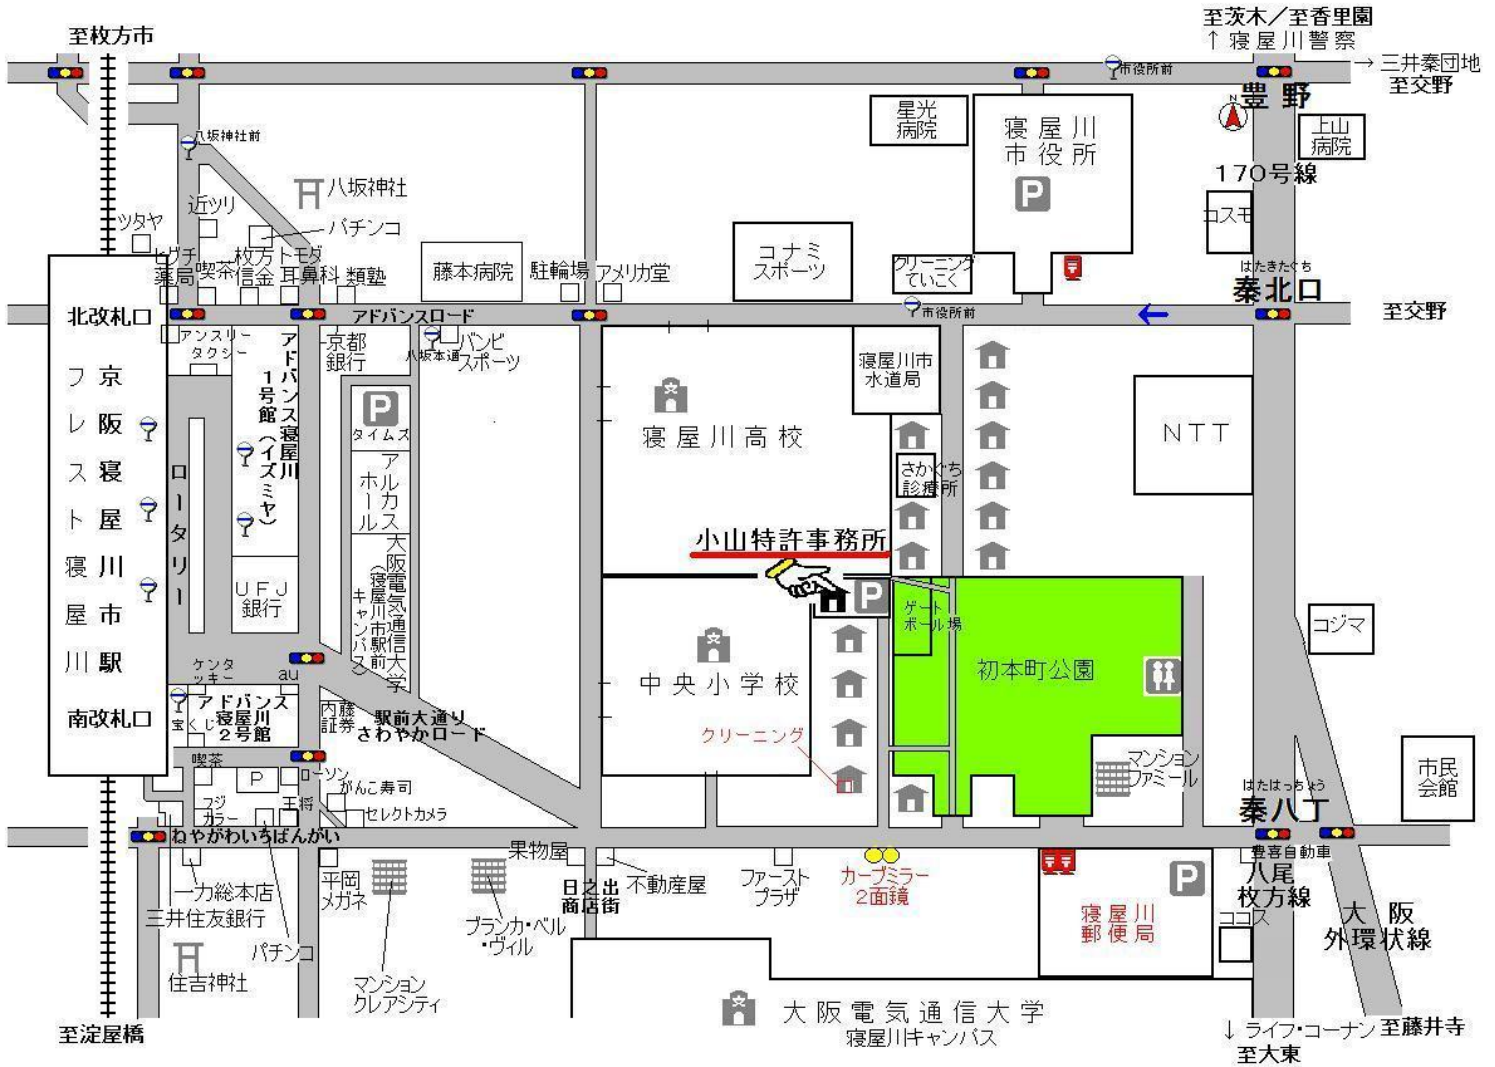 至枚方市
至茨木／至香里園
↑寝屋川警察
→三井秦団地
至交野
市役所前
豊野
N
上山
病院
星光
病院
寝屋川
市役所
P
170号線
コスモ
八坂神社前
八坂神社
近ツリ
パチンコ
ツタヤ
ヒグチ
薬局
喫茶
枚方
信金
トモダ
耳鼻科
類塾
藤本病院
駐輪場
アメリカ堂
コナミ
スポーツ
クリーニング
ていこく
はたきたぐち
秦北口
至交野
市役所前
←
北改札口
アドバンスロード
アンスリー
タクシー
京都
銀行
八坂本通
バンビ
スポーツ
アドバンス寝屋川
1号館（イズミヤ）
京阪寝屋川市駅
フレスト寝屋川
ロータリー
P
タイムズ
アルカス
ホール
大阪電気通信大学
（寝屋川市駅前
キャンパス）
UFJ
銀行
寝屋川高校
寝屋川市
水道局
さかぐち
診療所
NTT
小山特許事務所
P
ゲート
ボール場
初本町公園
コジマ
中央小学校
クリーニング
マンション
ファミール
市民
会館
ケンタ
ッキー
au
南改札口
宝くじ
アドバンス
寝屋川
2号館
内藤
証券
駅前大通り
さわやかロード
喫茶
P
ローソン
がんこ寿司
フジ
カラー
王将
セレクトカメラ
ねやがわいちばんがい
はたはっちょう
秦八丁
豊喜自動車
八尾
枚方線
一力総本店
三井住友銀行
パチンコ
住吉神社
平岡
メガネ
マンション
クレアシティ
果物屋
ブランカ・ベル
・ヴィル
日之出
商店街
不動産屋
ファースト
プラザ
カーブミラー
2面鏡
P
寝屋川
郵便局
ココス
大阪
外環状線
大阪電気通信大学
寝屋川キャンパス
至淀屋橋
↓ライフ・コーナン
至大東
至藤井寺